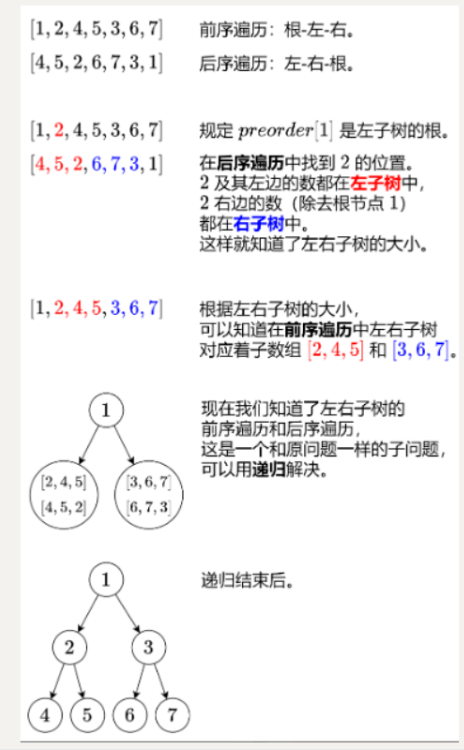 [1, 2, 4, 5, 3, 6, 7] 前序遍历：根-左-右。
[4, 5, 2, 6, 7, 3, 1] 后序遍历：左-右-根。
[1, 2, 4, 5, 3, 6, 7] 规定 preorder[1] 是左子树的根。
[4, 5, 2, 6, 7, 3, 1] 在后序遍历中找到 2 的位置。
2 及其左边的数都在左子树中，
2 右边的数（除去根节点 1）
都在右子树中。
这样就知道了左右子树的大小。
[1, 2, 4, 5, 3, 6, 7] 根据左右子树的大小，
可以知道在前序遍历中左右子树
对应着子数组 [2, 4, 5] 和 [3, 6, 7]。
1 现在我们知道了左右子树的
前序遍历和后序遍历，
这是一个和原问题一样的子问题，
可以用递归解决。
[2, 4, 5] [3, 6, 7]
[4, 5, 2] [6, 7, 3]
1 递归结束后。
2 3
4 5 6 7